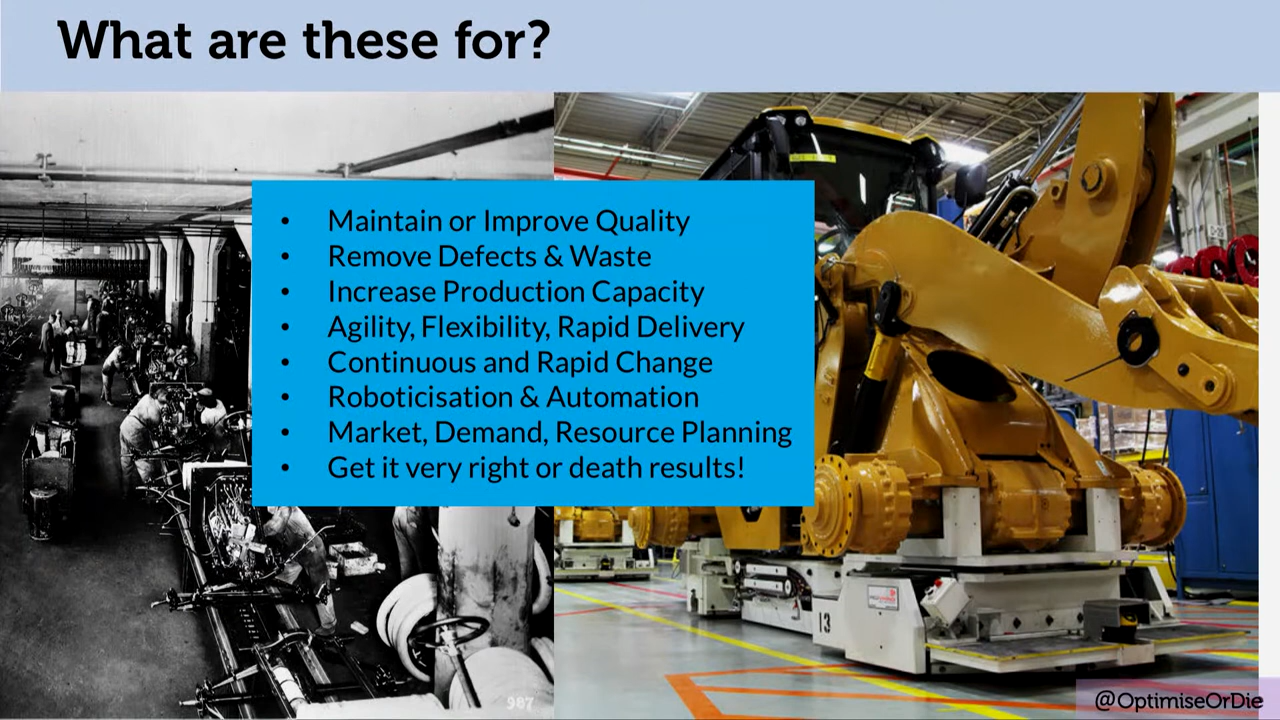 What are these for?
• Maintain or Improve Quality
• Remove Defects & Waste
• Increase Production Capacity
• Agility, Flexibility, Rapid Delivery
• Continuous and Rapid Change
• Roboticisation & Automation
• Market, Demand, Resource Planning
• Get it very right or death results!
13
987
@OptimiseOrDie